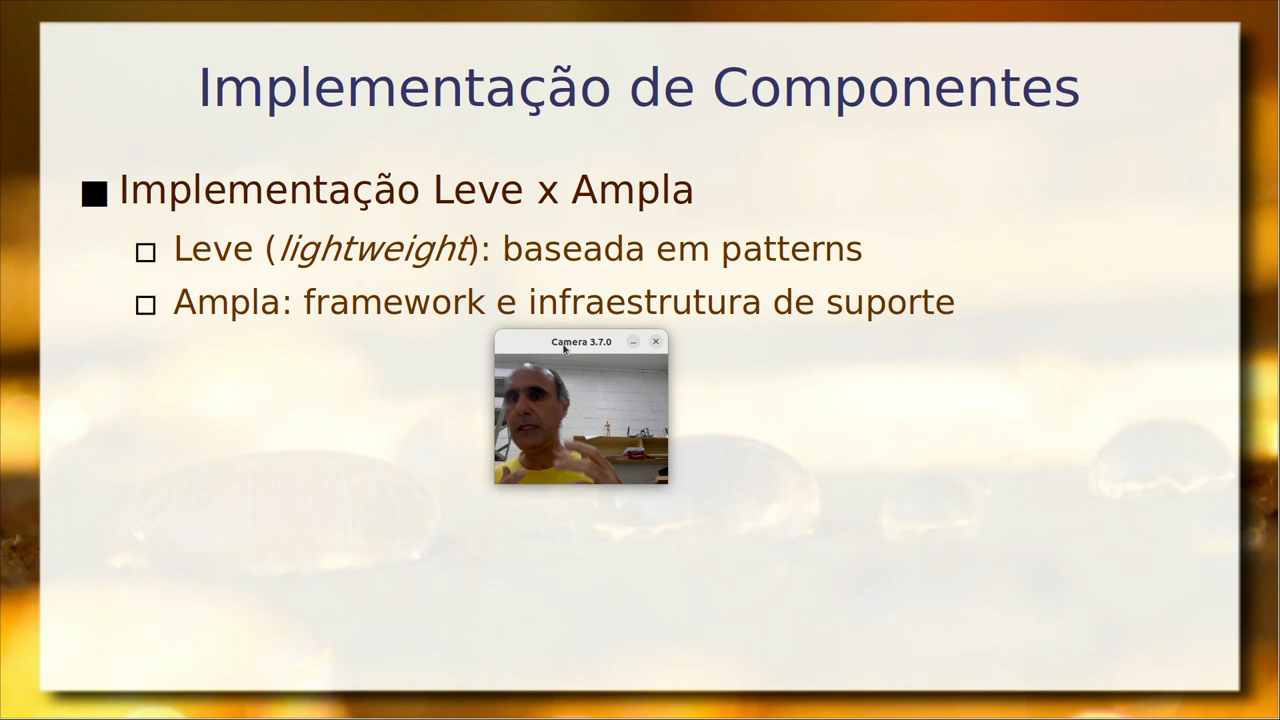 Implementação de Componentes
Implementação Leve x Ampla
Leve (lightweight): baseada em patterns
Ampla: framework e infraestrutura de suporte
Camera 3.7.0